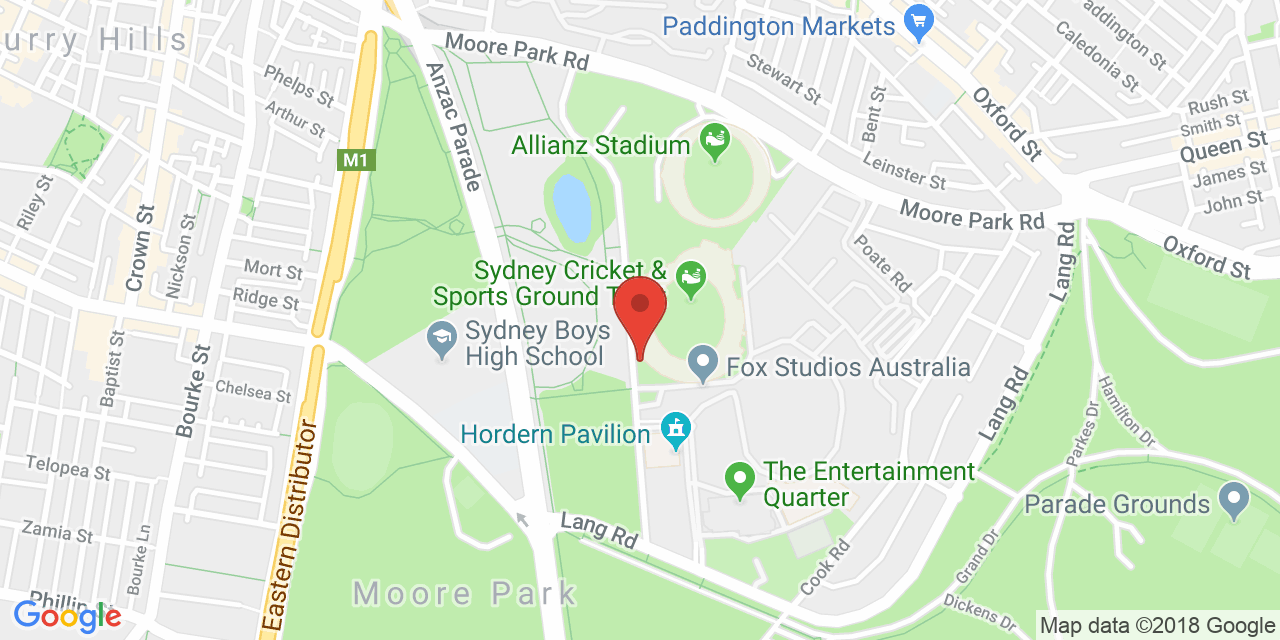 Paddington Markets
addington St
Caledonia St
urry Hills
Moore Park Rd
Stewart St
Phelps St
Anzac Parade
Oxford St
Rush St
Arthur St
Bent St
Smith St
Queen St
Allianz Stadium
M1
Leinster St
James St
John St
Riley St
Crown St
Nickson St
Moore Park Rd
Lang Rd
Oxford St
Poate Rd
Mort St
Sydney Cricket &
Sports Ground
Ridge St
Sydney Boys
High School
Baptist St
Bourke St
Fox Studios Australia
Chelsea St
Lang Rd
Hamilton Dr
Parkes Dr
Hordern Pavilion
Telopea St
Eastern Distributor
The Entertainment
Quarter
Parade Grounds
Zamia St
Bourke Ln
Lang Rd
Grand Dr
Cook Rd
Moore Park
Phillip
Google
Dickens Dr
Map data ©2018 Google